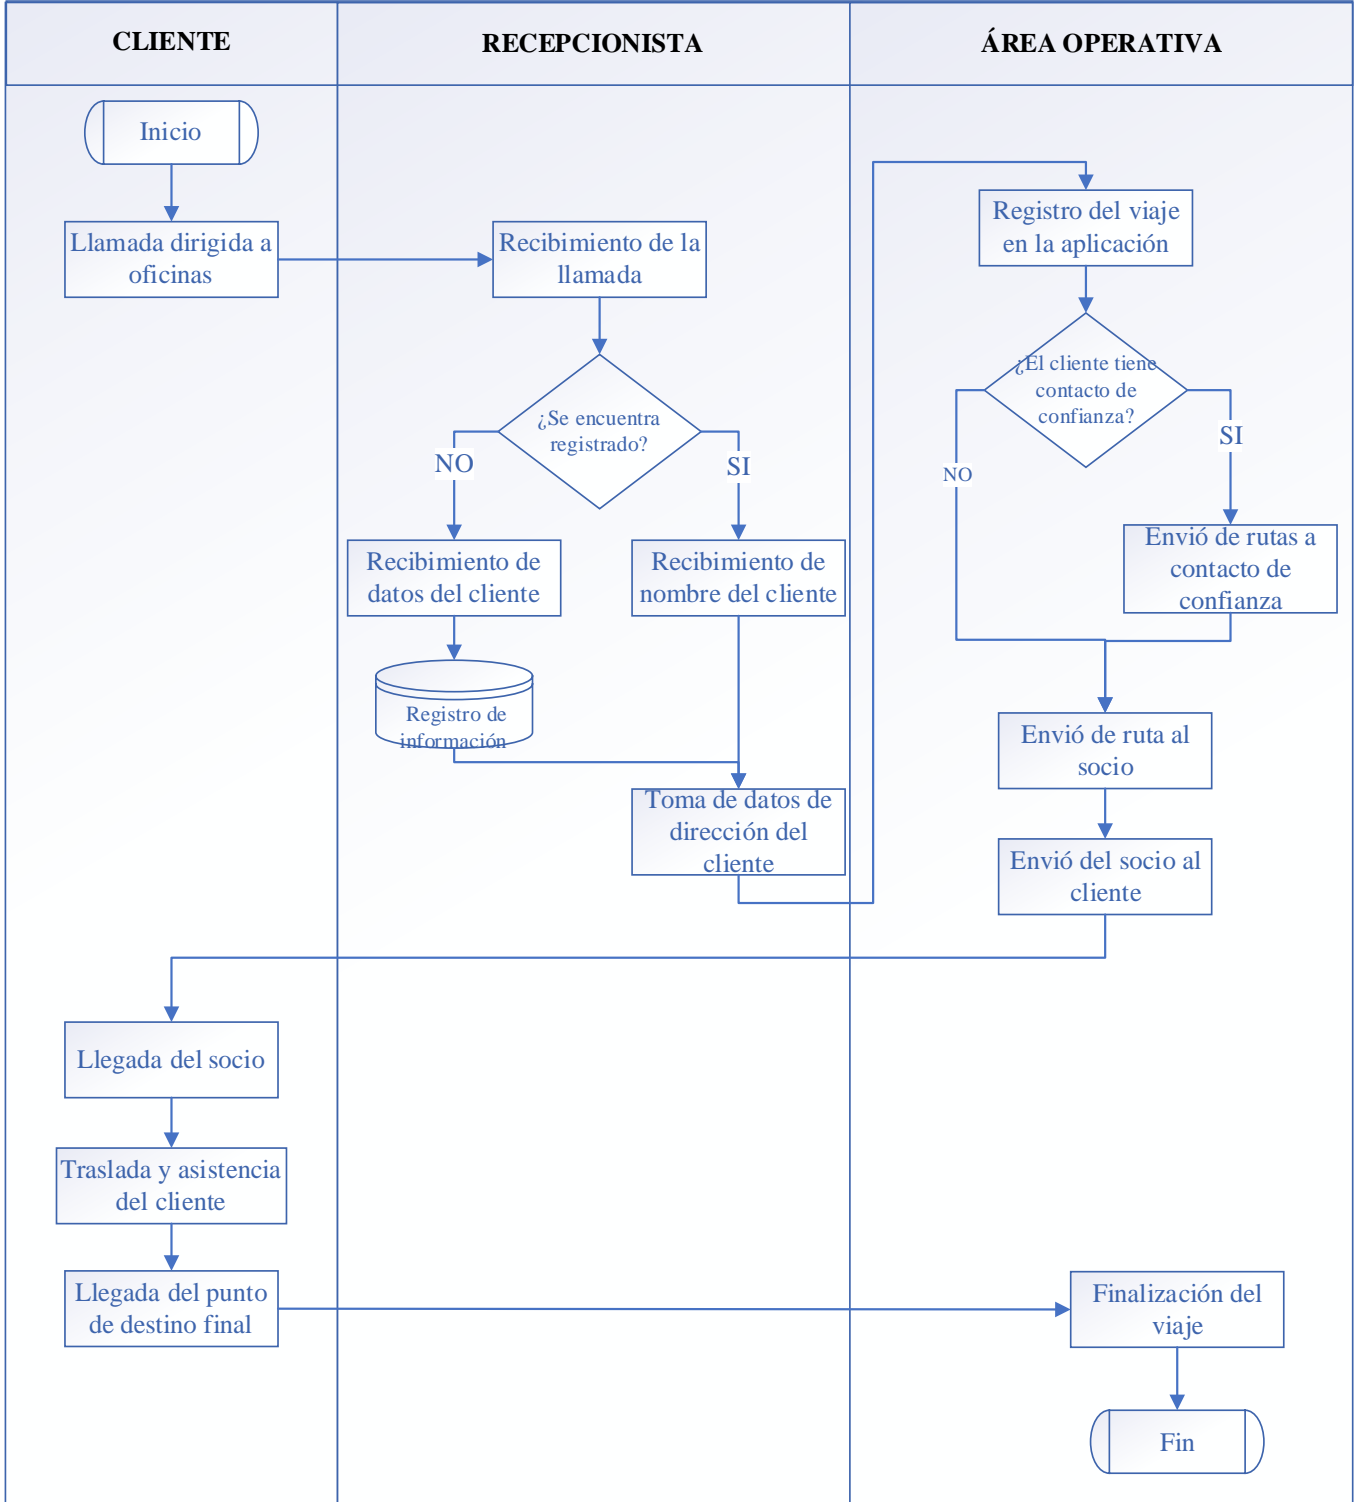 CLIENTE
RECEPCIONISTA
ÁREA OPERATIVA
Inicio
Llamada dirigida a
oficinas
Recibimiento de la
llamada
¿Se encuentra
registrado?
NO
SI
Recibimiento de
datos del cliente
Recibimiento de
nombre del cliente
Registro de
información
Toma de datos de
dirección del
cliente
Registro del viaje
en la aplicación
¿El cliente tiene
contacto de
confianza?
NO
SI
Envió de rutas a
contacto de
confianza
Envió de ruta al
socio
Envió del socio al
cliente
Llegada del socio
Traslada y asistencia
del cliente
Llegada del punto
de destino final
Finalización del
viaje
Fin